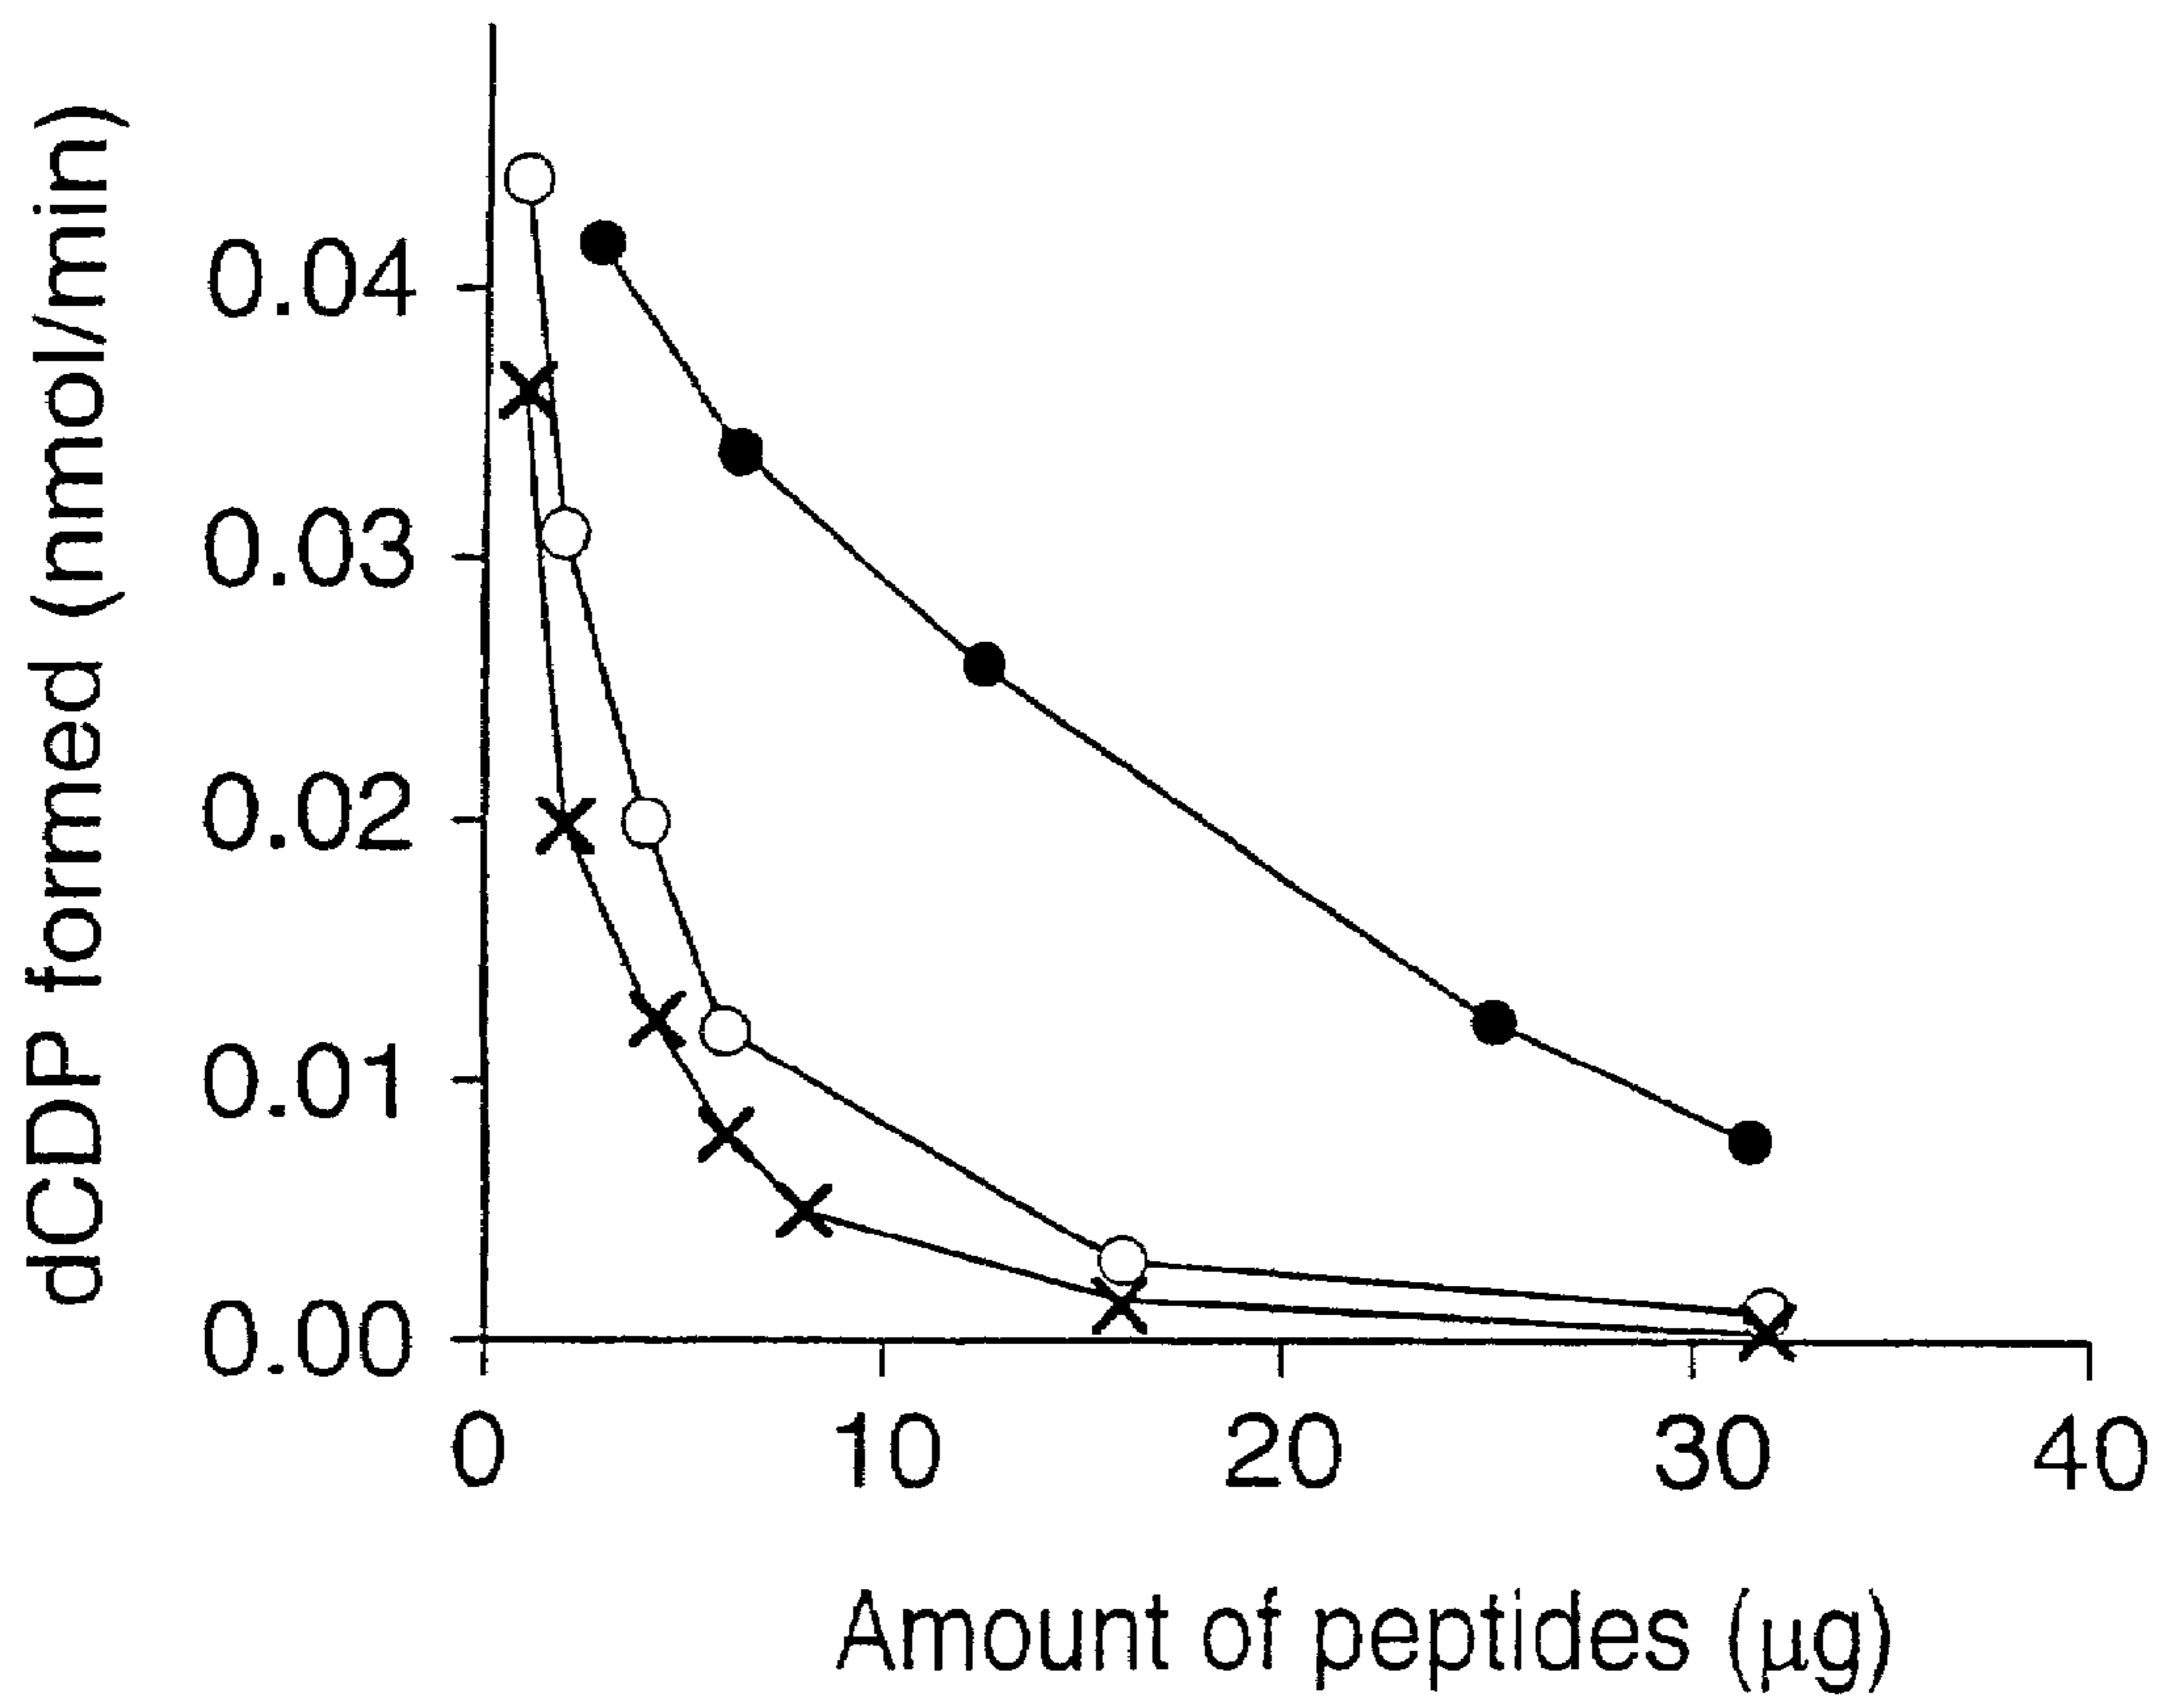 dCDP formed (nmol/min)
0.04
0.03
0.02
0.01
0.00
0 10 20 30 40
Amount of peptides (µg)